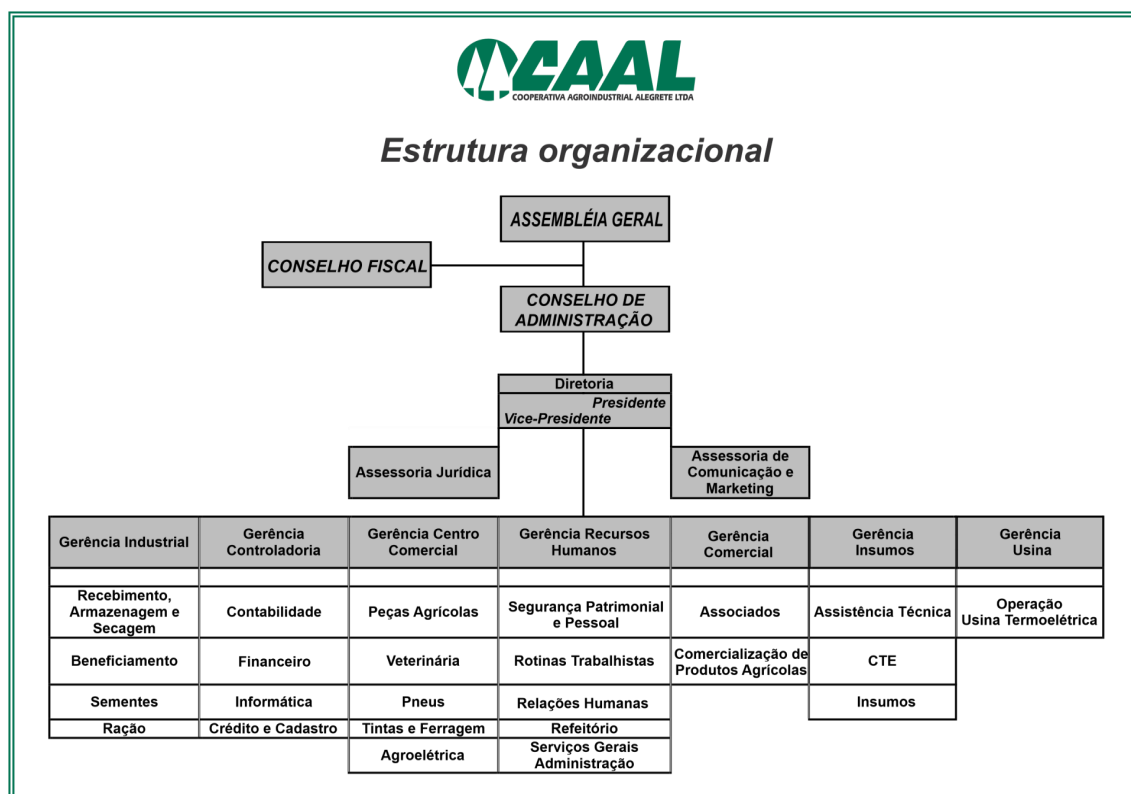 CAAL
COOPERATIVA AGROINDUSTRIAL ALEGRETE LTDA
Estrutura organizacional
ASSEMBLÉIA GERAL
CONSELHO FISCAL
CONSELHO DE
ADMINISTRAÇÃO
Diretoria
Presidente
Vice-Presidente
Assessoria Jurídica
Assessoria de
Comunicação e
Marketing
Gerência Industrial
Gerência
Controladoria
Gerência Centro
Comercial
Gerência Recursos
Humanos
Gerência
Comercial
Gerência
Insumos
Gerência
Usina
Recebimento,
Armazenagem e
Secagem
Contabilidade
Peças Agrícolas
Segurança Patrimonial
e Pessoal
Associados
Assistência Técnica
Operação
Usina Termoelétrica
Beneficiamento
Financeiro
Veterinária
Rotinas Trabalhistas
Comercialização de
Produtos Agrícolas
CTE
Sementes
Informática
Pneus
Relações Humanas
Insumos
Ração
Crédito e Cadastro
Tintas e Ferragem
Refeitório
Agroelétrica
Serviços Gerais
Administração